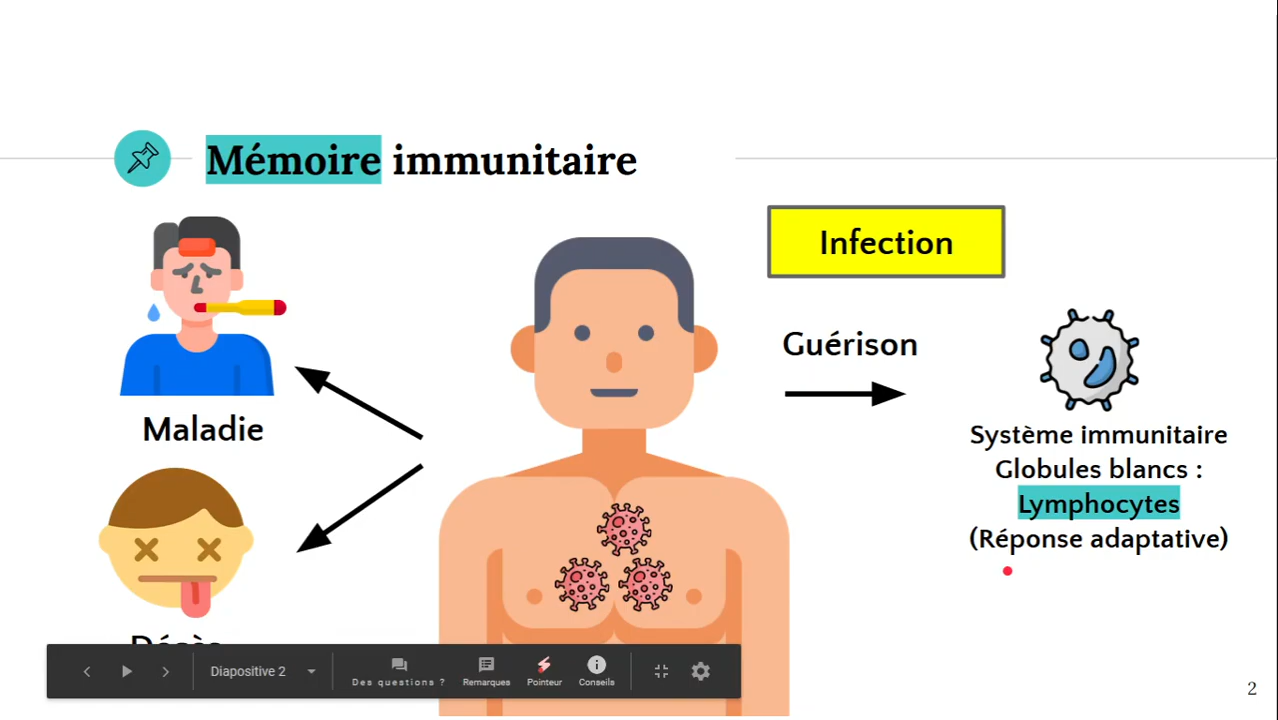 Mémoire immunitaire
Infection
Guérison
Maladie
Système immunitaire
Globules blancs :
Lymphocytes
(Réponse adaptative)
Décès
Diapositive 2
Des questions ?
Remarques
Pointeur
Conseils
2